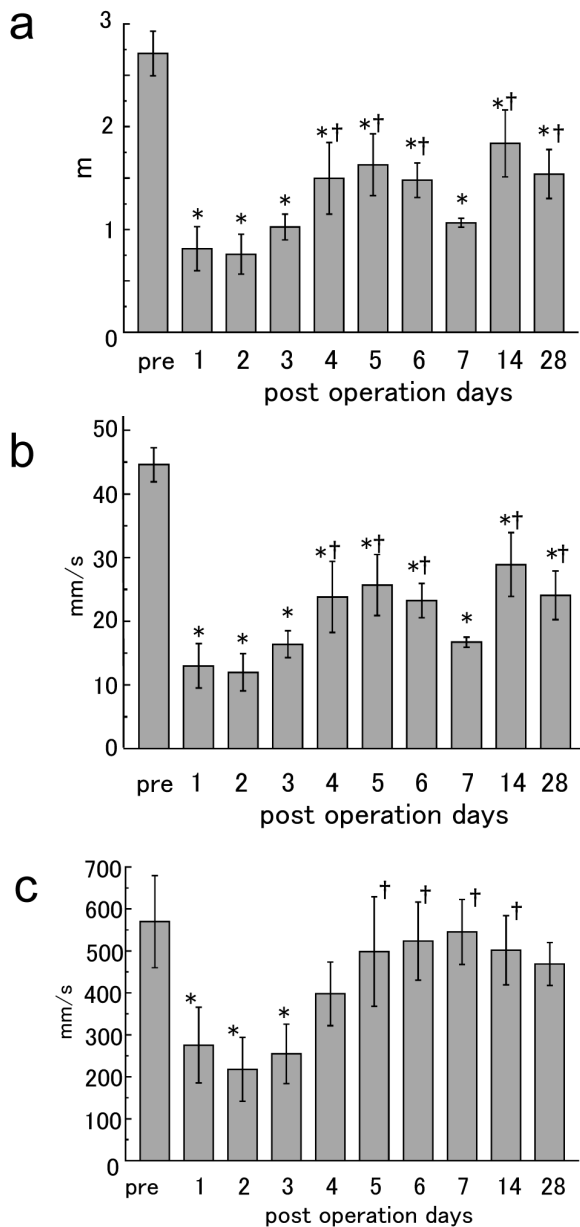 a
3
2
1
0
m
* * * *† *† *† * *† *†
pre 1 2 3 4 5 6 7 14 28
post operation days
b
50
40
30
20
10
0
mm/s
* * * *† *† *† * *† *†
pre 1 2 3 4 5 6 7 14 28
post operation days
c
700
600
500
400
300
200
100
0
mm/s
* * * † † † †
pre 1 2 3 4 5 6 7 14 28
post operation days